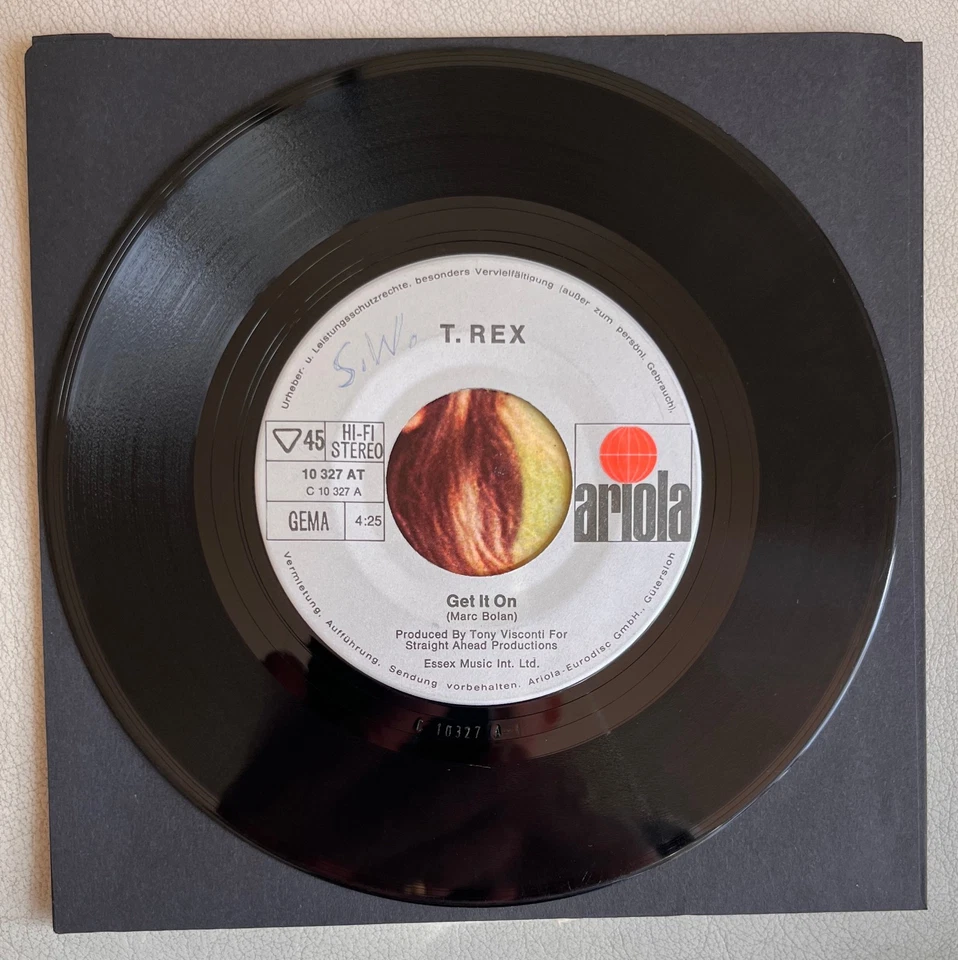 Urheber- u. Leistungsschutzrechte, besonders Vervielfältigung (außer zum persönl. Gebrauch),
S.W.
T. REX
45
HI-FI
STEREO
10 327 AT
C 10 327 A
GEMA
4:25
ariola
Get It On
(Marc Bolan)
Produced By Tony Visconti For
Straight Ahead Productions
Essex Music Int. Ltd.
Vermietung, Aufführung, Sendung vorbehalten. Ariola-Eurodisc GmbH., Gütersloh
C 10327 A-1